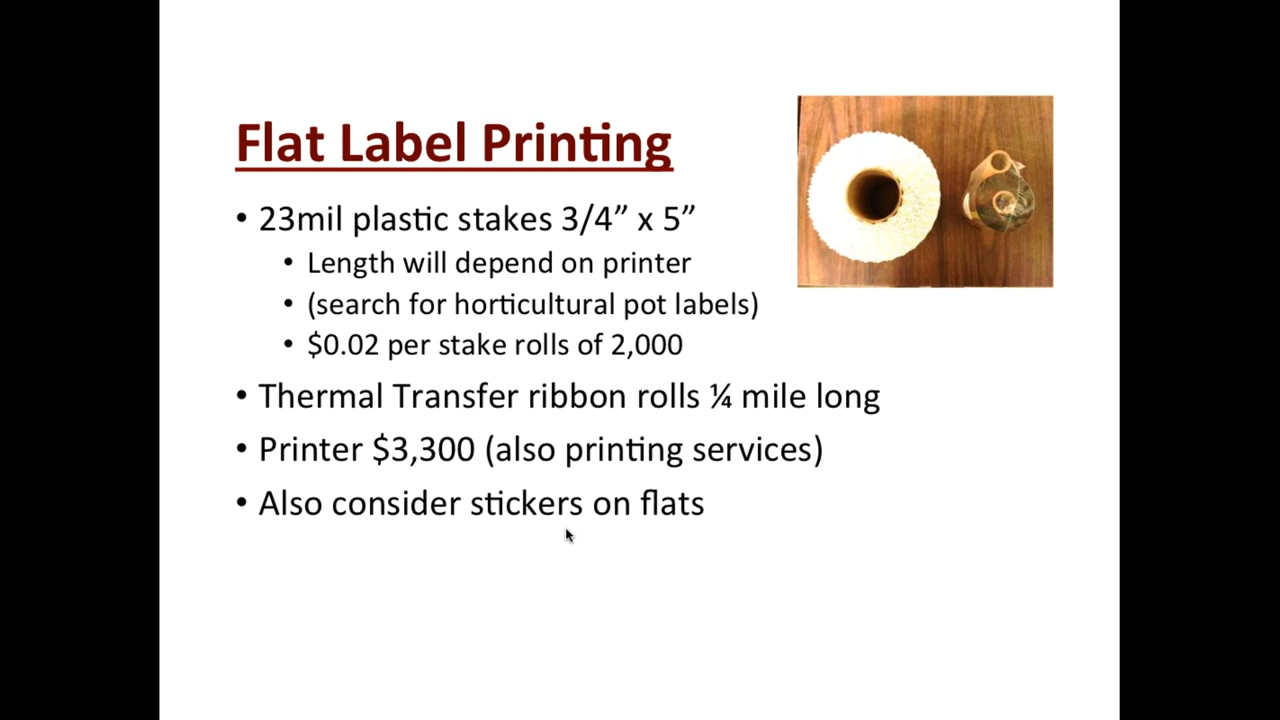 Flat Label Printing
• 23mil plastic stakes 3/4” x 5”
• Length will depend on printer
• (search for horticultural pot labels)
• $0.02 per stake rolls of 2,000
• Thermal Transfer ribbon rolls ¼ mile long
• Printer $3,300 (also printing services)
• Also consider stickers on flats